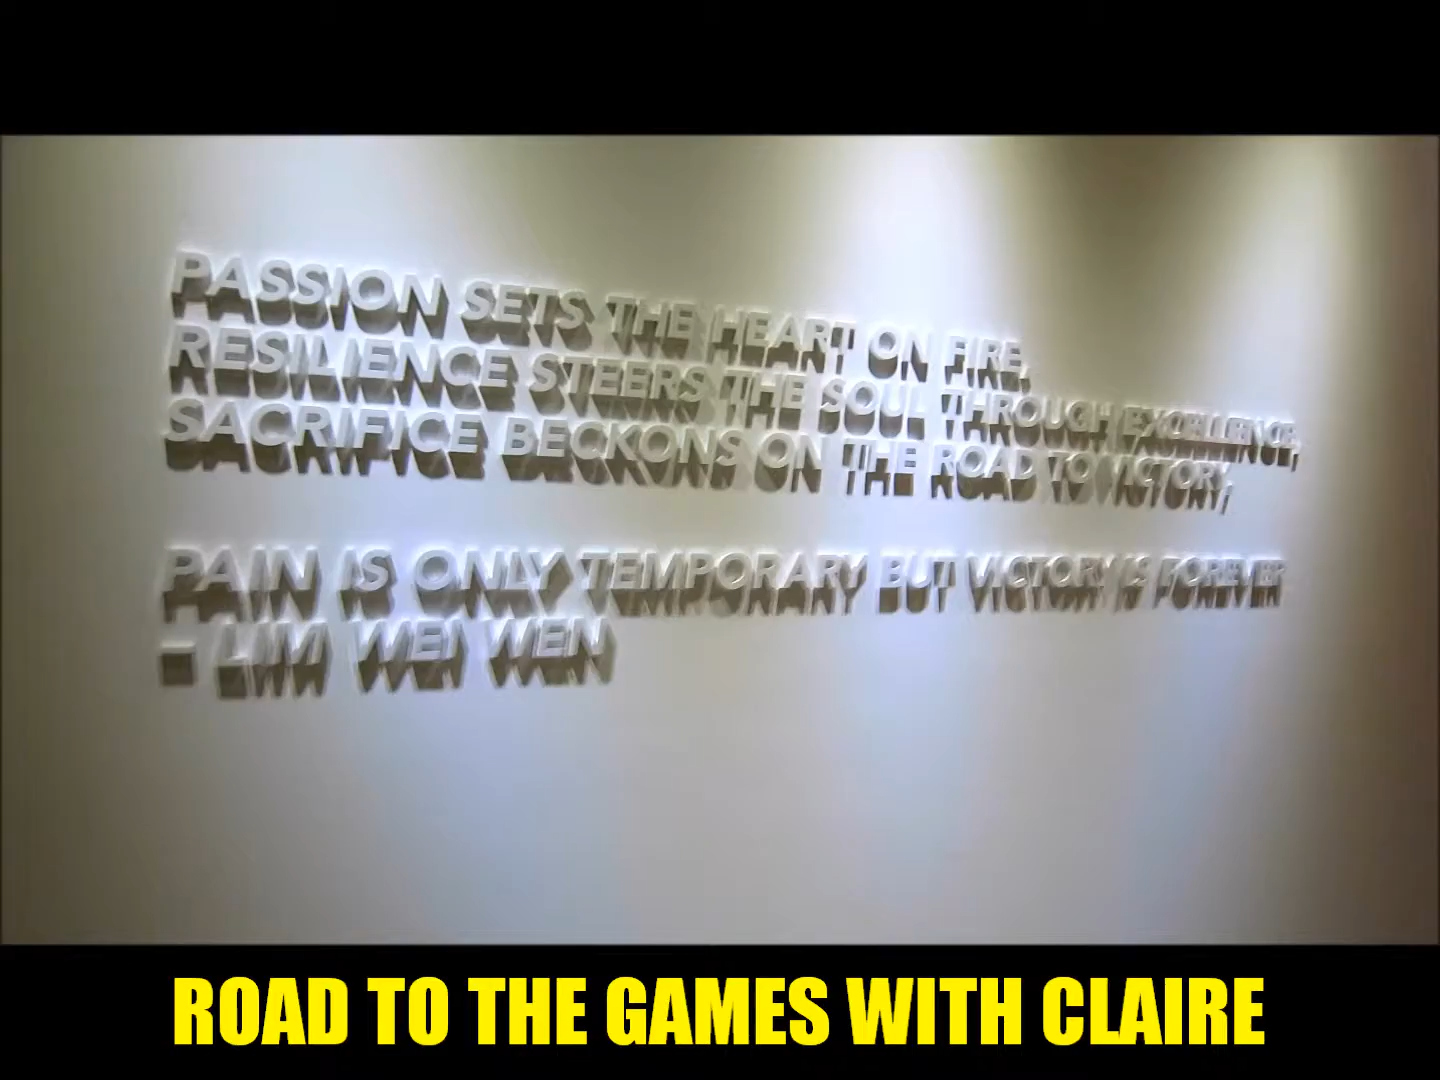 PASSION SETS THE HEART ON FIRE,
RESILIENCE STEERS THE SOUL THROUGH EXCELLENCE,
SACRIFICE BECKONS ON THE ROAD TO VICTORY,
PAIN IS ONLY TEMPORARY BUT VICTORY IS FOREVER
- LIM WEI WEN
ROAD TO THE GAMES WITH CLAIRE